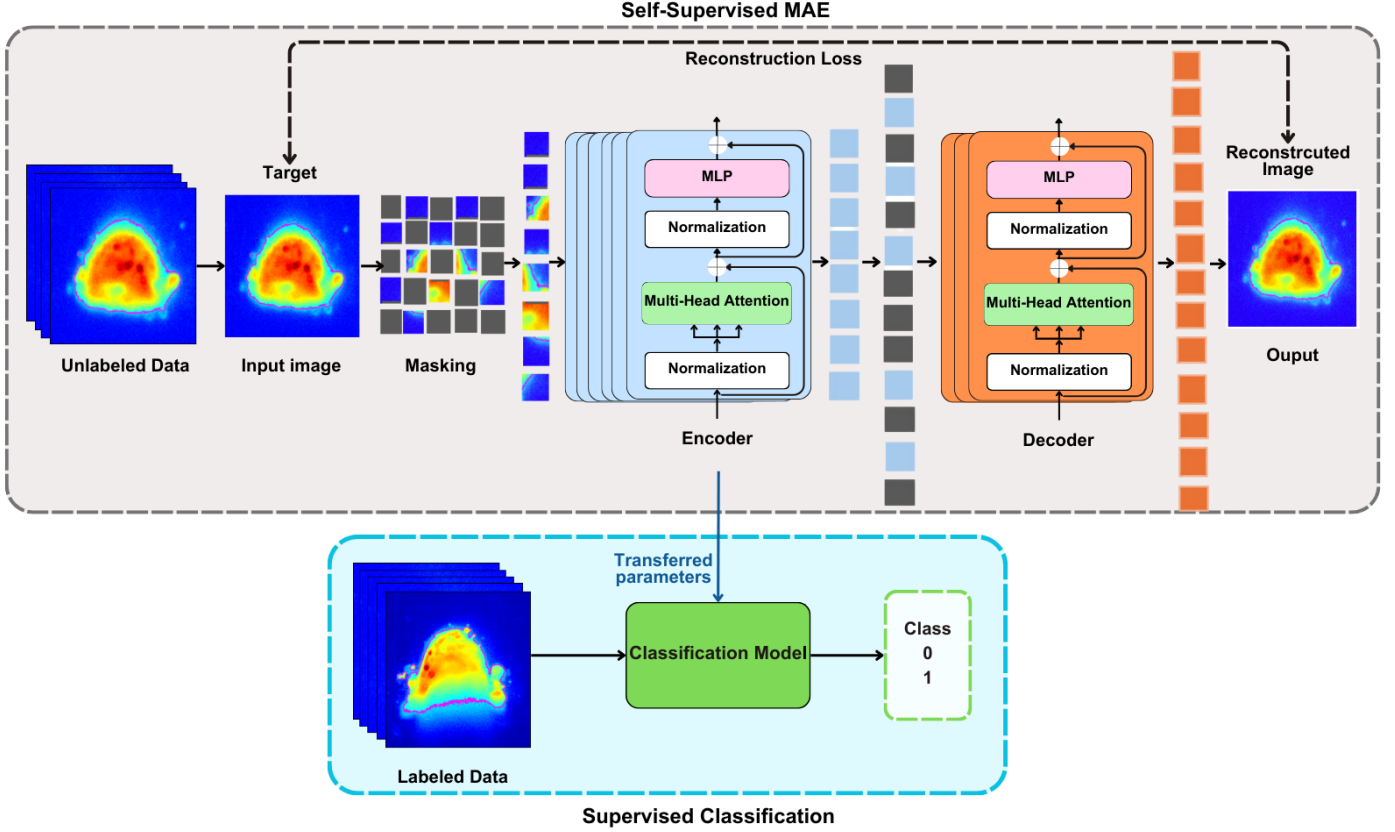 Self-Supervised MAE
Reconstruction Loss
Target
Reconstrcuted
Image
MLP
Normalization
Multi-Head Attention
Normalization
MLP
Normalization
Multi-Head Attention
Normalization
Unlabeled Data
Input image
Masking
Ouput
Encoder
Decoder
Transferred
parameters
Classification Model
Class
0
1
Labeled Data
Supervised Classification